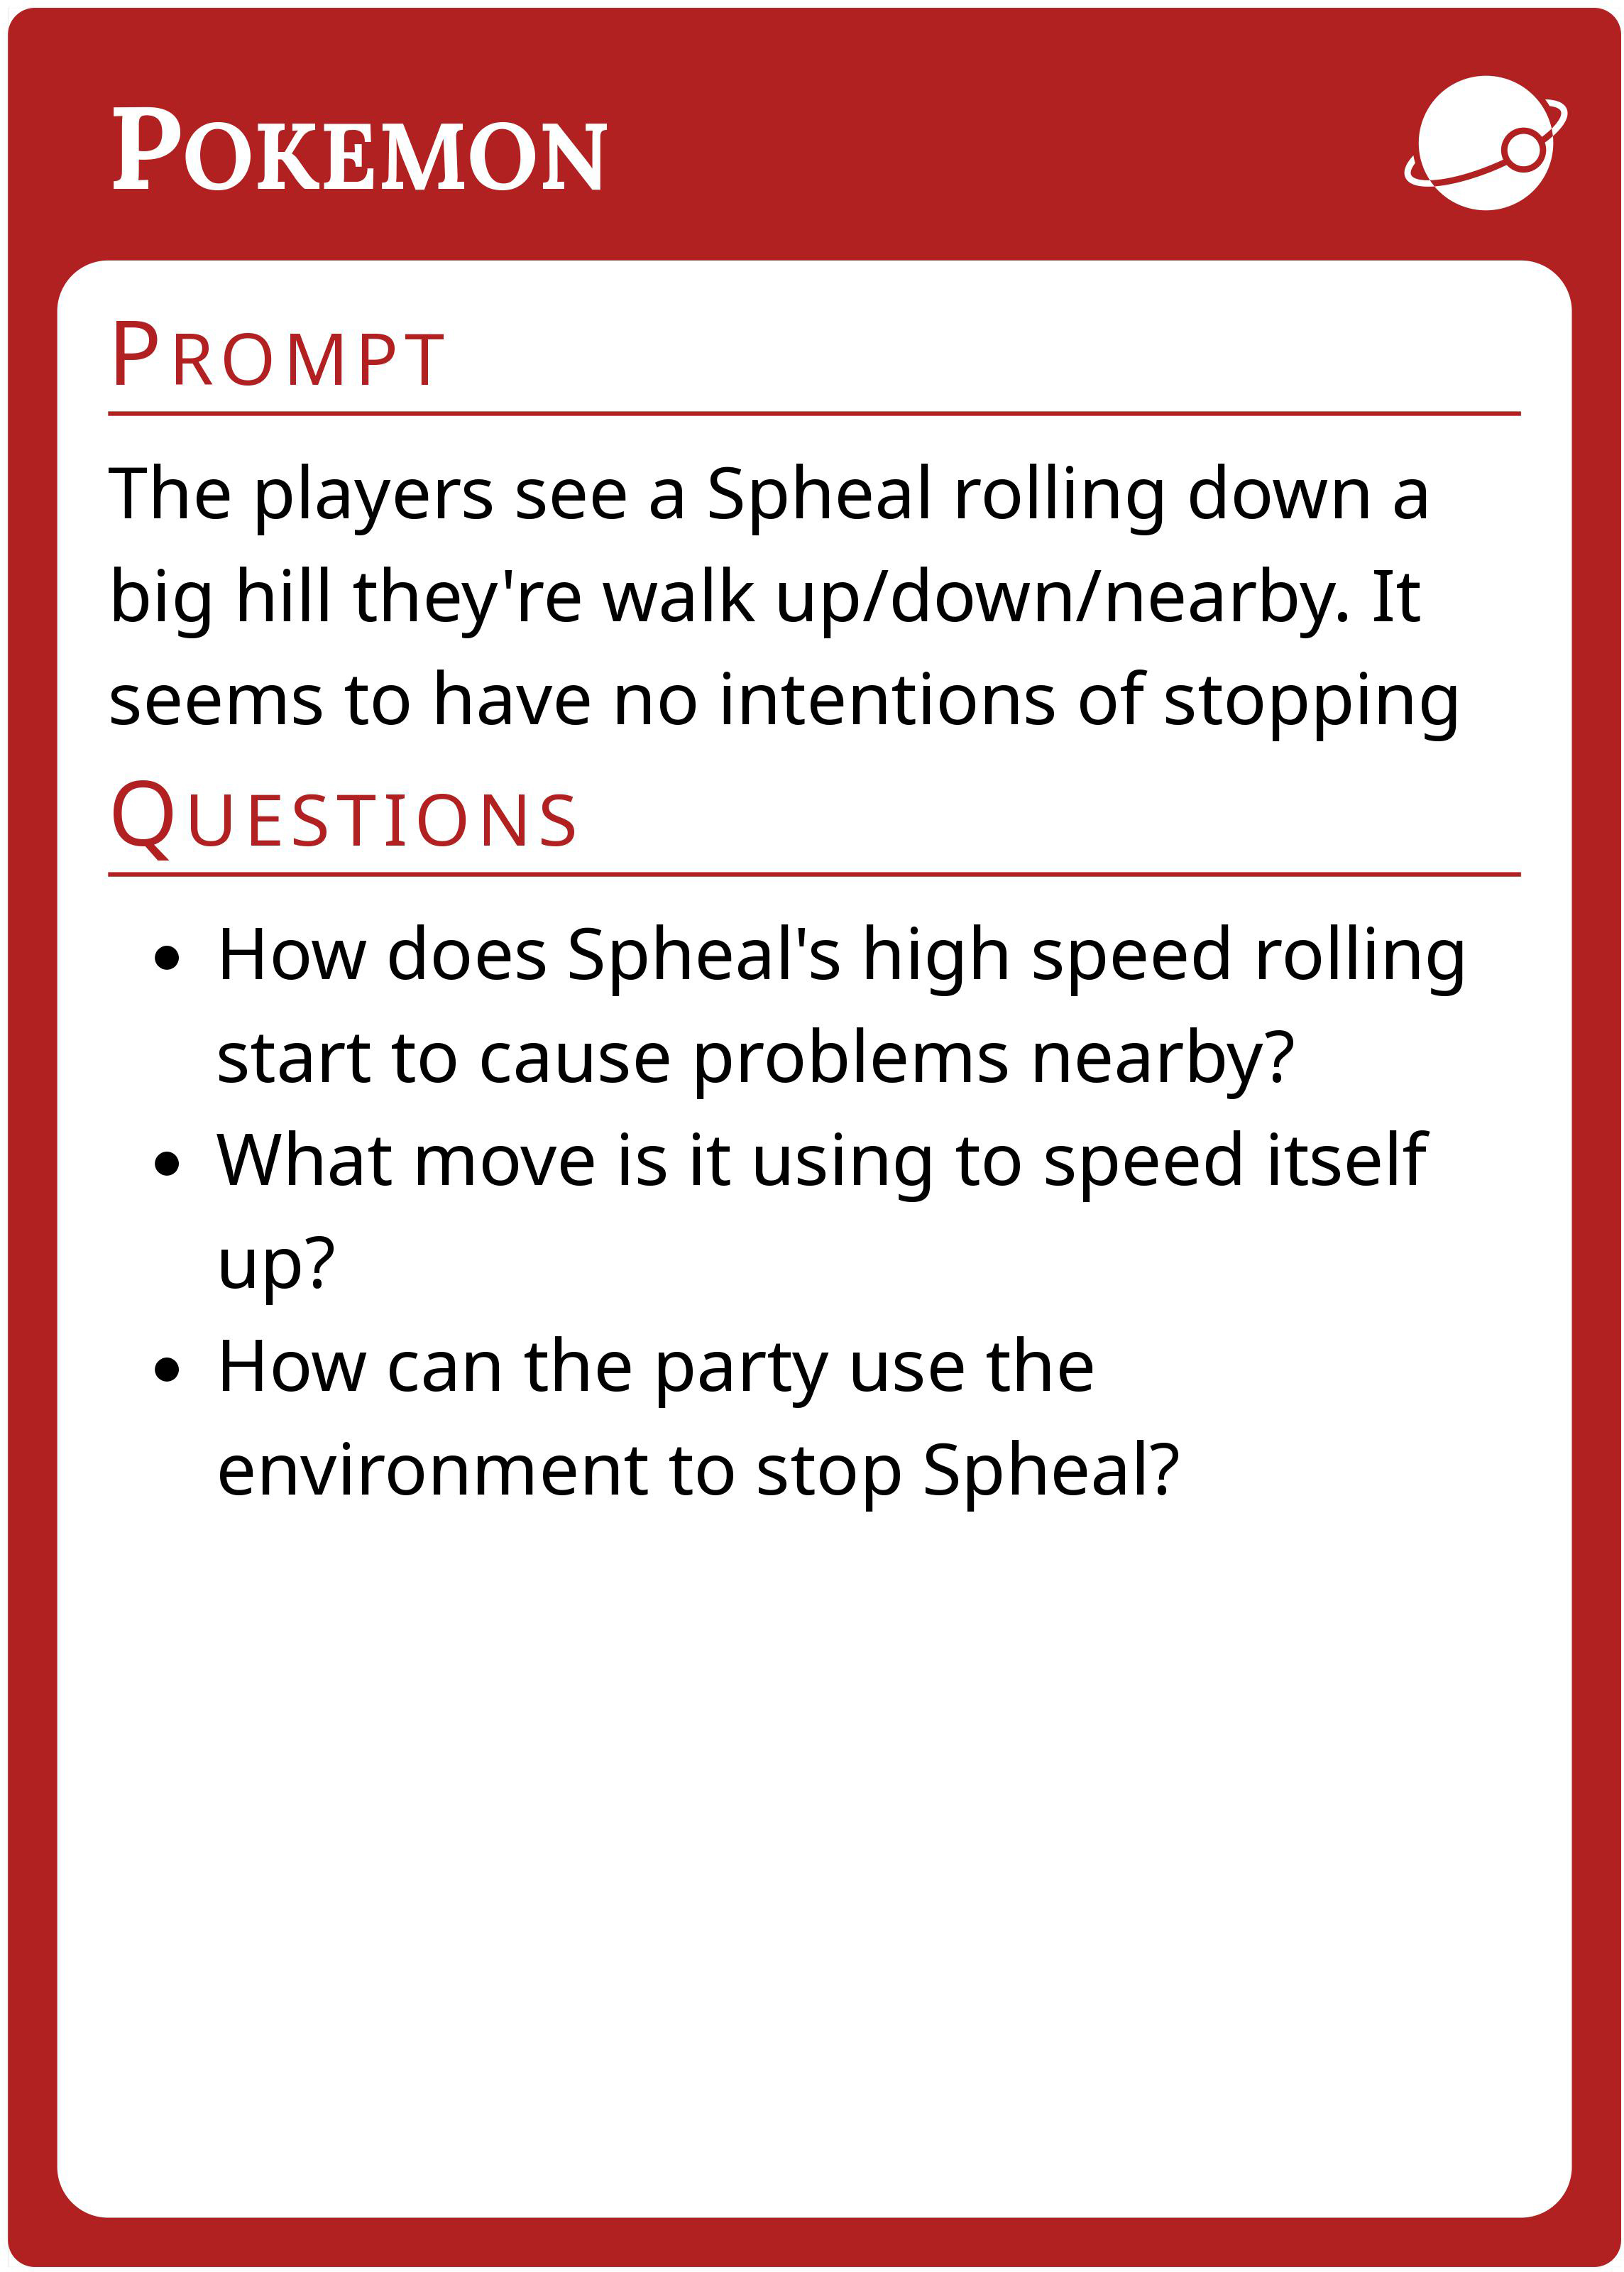 Pokemon
Prompt
The players see a Spheal rolling down a
big hill they're walk up/down/nearby. It
seems to have no intentions of stopping
Questions
• How does Spheal's high speed rolling
start to cause problems nearby?
• What move is it using to speed itself
up?
• How can the party use the
environment to stop Spheal?